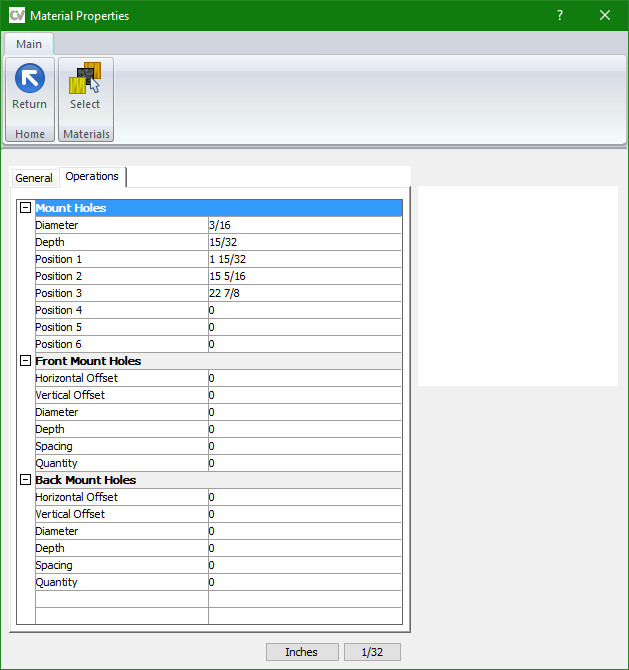 CV Material Properties ?
Main
Return Select
Home Materials
General Operations
Mount Holes
Diameter 3/16
Depth 15/32
Position 1 1 15/32
Position 2 15 5/16
Position 3 22 7/8
Position 4 0
Position 5 0
Position 6 0
Front Mount Holes
Horizontal Offset 0
Vertical Offset 0
Diameter 0
Depth 0
Spacing 0
Quantity 0
Back Mount Holes
Horizontal Offset 0
Vertical Offset 0
Diameter 0
Depth 0
Spacing 0
Quantity 0
Inches 1/32